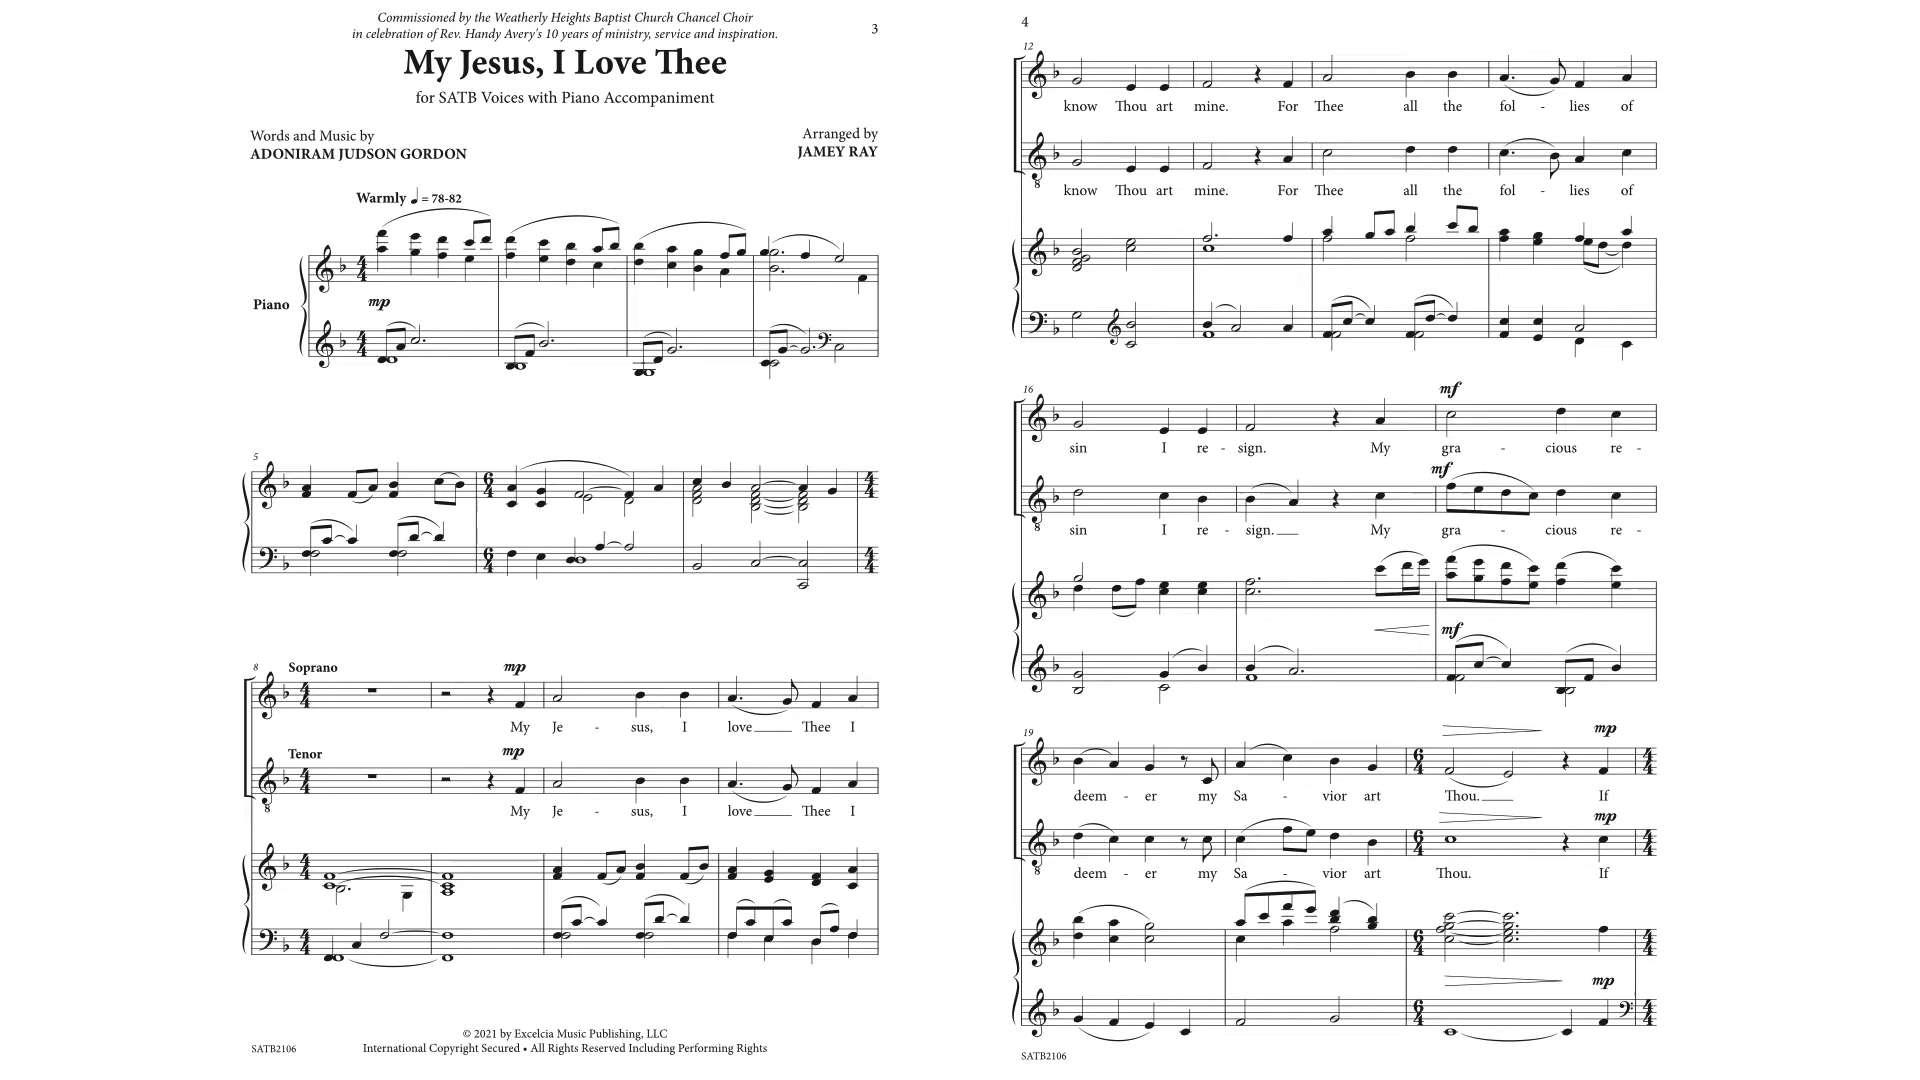 Commissioned by the Weatherly Heights Baptist Church Chancel Choir
in celebration of Rev. Handy Avery's 10 years of ministry, service and inspiration.
3
My Jesus, I Love Thee
for SATB Voices with Piano Accompaniment
Words and Music by
ADONIRAM JUDSON GORDON
Arranged by
JAMEY RAY
Warmly ♩ = 78-82
Piano
mp
5
8
Soprano
mp
My Je - sus, I love Thee I
Tenor
mp
My Je - sus, I love Thee I
© 2021 by Excelcia Music Publishing, LLC
International Copyright Secured • All Rights Reserved Including Performing Rights
SATB2106
4
12
know Thou art mine. For Thee all the fol - lies of
know Thou art mine. For Thee all the fol - lies of
16
mf
sin I re - sign. My gra - cious re -
mf
sin I re - sign. My gra - cious re -
mf
19
mp
deem - er my Sa - vior art Thou. If
mp
deem - er my Sa - vior art Thou. If
mp
SATB2106